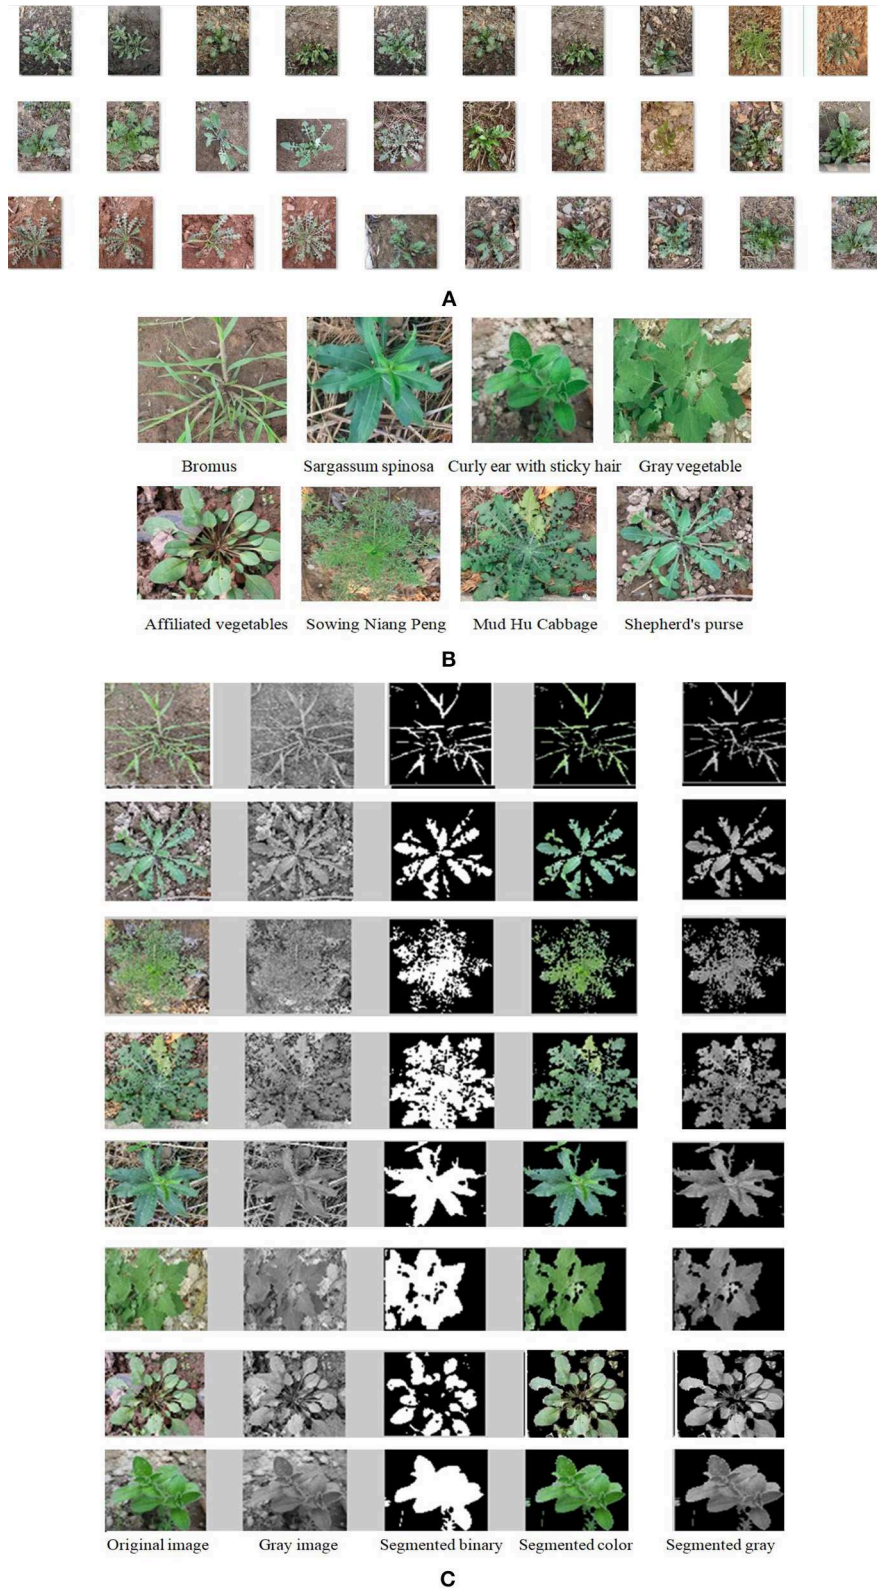 A
Bromus
Sargassum spinosa
Curly ear with sticky hair
Gray vegetable
Affiliated vegetables
Sowing Niang Peng
Mud Hu Cabbage
Shepherd's purse
B
Original image
Gray image
Segmented binary
Segmented color
Segmented gray
C